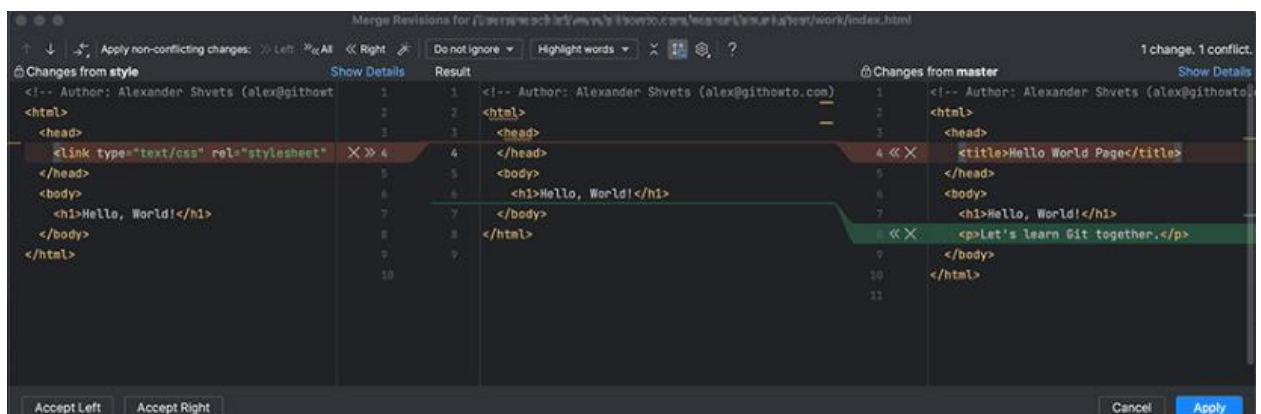 Merge Revisions for /work/index.html
Apply non-conflicting changes: Left All Right Do not ignore Highlight words ? 1 change. 1 conflict.
Changes from style Show Details Result Changes from master Show Details
<!-- Author: Alexander Shvets (alex@githowt 1 1 <!-- Author: Alexander Shvets (alex@githowto.com) 1 <!-- Author: Alexander Shvets (alex@githowto.
<html> 2 2 <html> 2 <html>
<head> 3 3 <head> 3 <head>
<link type="text/css" rel="stylesheet" 4 4 </head> 4 <title>Hello World Page</title>
</head> 5 5 <body> 5 </head>
<body> 6 6 <h1>Hello, World!</h1> 6 <body>
<h1>Hello, World!</h1> 7 7 </body> 7 <h1>Hello, World!</h1>
</body> 8 8 </html> 8 <p>Let's learn Git together.</p>
</html> 9 9 9 </body>
10 10 </html>
11
Accept Left Accept Right Cancel Apply